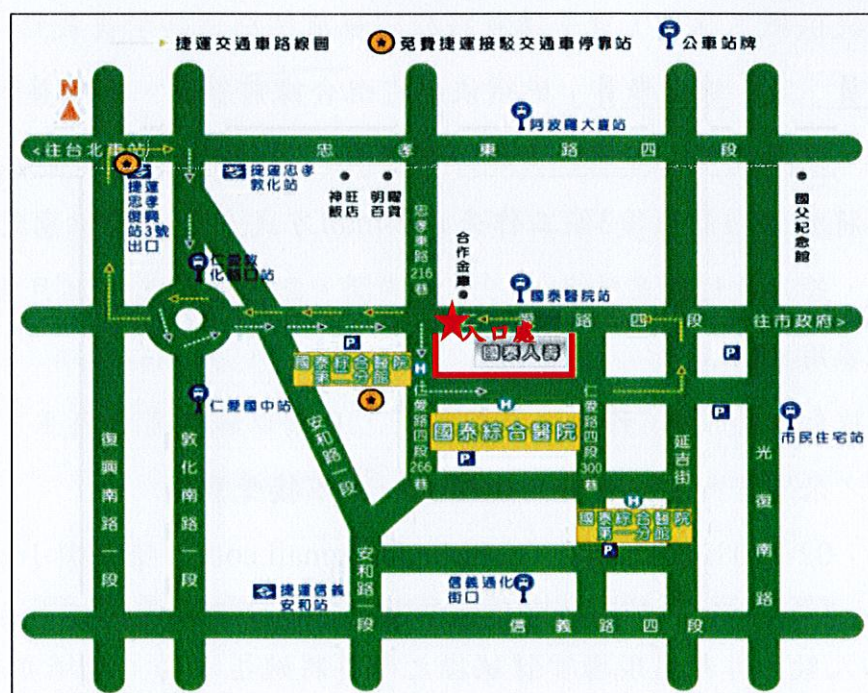 捷運交通車路線圖
免費捷運接駁交通車停靠站
公車站牌
N
阿波羅大廈站
<往台北車站
忠孝東路四段
捷運
忠孝
復興
站3號
出口
捷運忠孝
敦化站
神旺
飯店
明曜
百貨
忠孝東路216巷
合作金庫
國父紀念館
仁愛敦
化路口站
國泰醫院站
愛路四段
往市政府>
入口處
國泰人壽
P
P
國泰綜合醫院
第二分館
H
H
仁愛國中站
國泰綜合醫院
P
P
市民住宅站
復興南路一段
敦化南路一段
安和路一段
仁愛路四段266巷
仁愛路四段300巷
延吉街
光復南路
H
國泰綜合醫院
第一分館
P
安和路一段
捷運信義
安和站
信義通化
街口
信義路四段